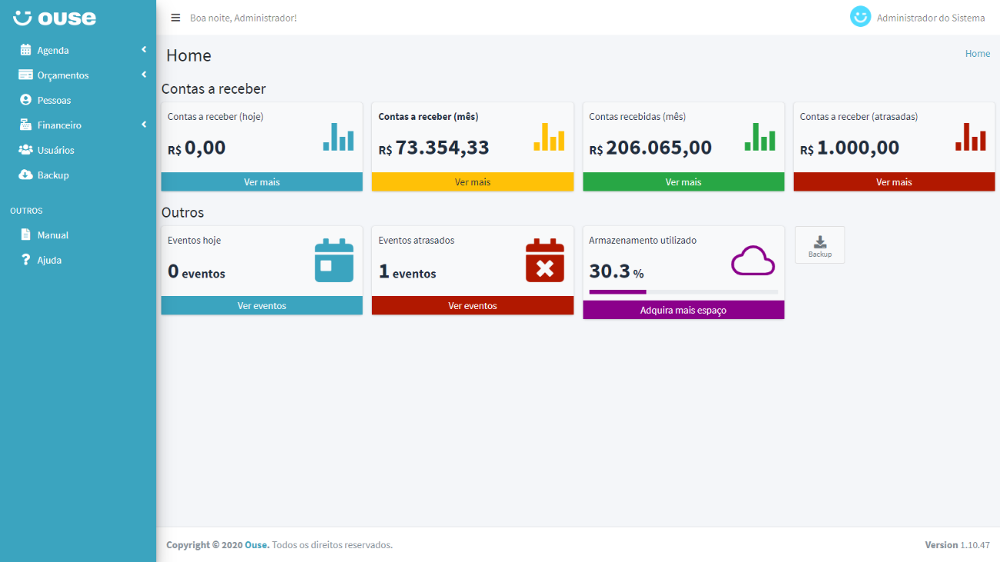 ouse
Boa noite, Administrador!
Administrador do Sistema
Agenda
Orçamentos
Pessoas
Financeiro
Usuários
Backup
OUTROS
Manual
Ajuda
Home
Home
Contas a receber
Contas a receber (hoje)
R$ 0,00
Ver mais
Contas a receber (mês)
R$ 73.354,33
Ver mais
Contas recebidas (mês)
R$ 206.065,00
Ver mais
Contas a receber (atrasadas)
R$ 1.000,00
Ver mais
Outros
Eventos hoje
0 eventos
Ver eventos
Eventos atrasados
1 eventos
Ver eventos
Armazenamento utilizado
30.3 %
Adquira mais espaço
Backup
Copyright © 2020 Ouse. Todos os direitos reservados.
Version 1.10.47